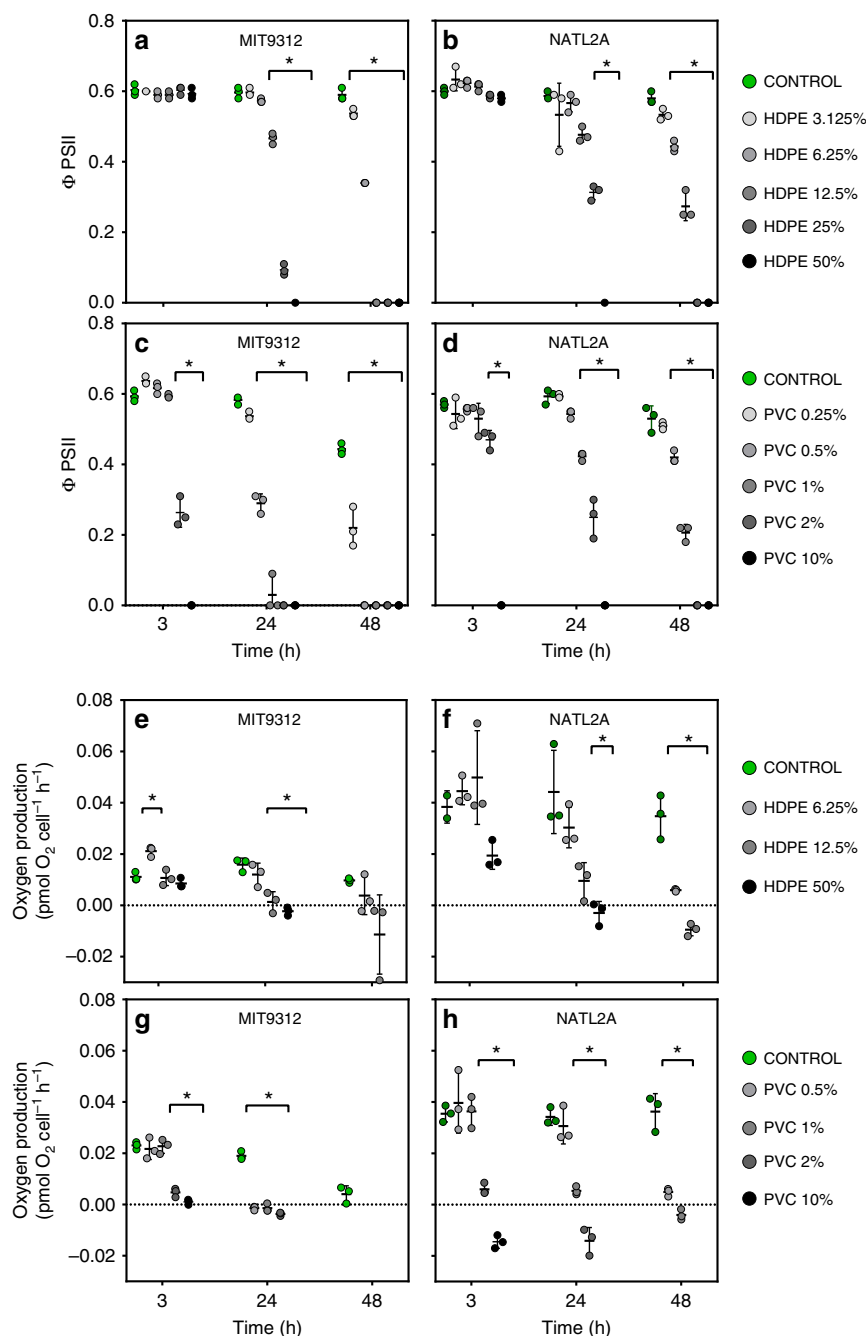 a
MIT9312
*
*
b
NATL2A
*
*
0.8
0.6
0.4
0.2
0.0
Φ PSII
CONTROL
HDPE 3.125%
HDPE 6.25%
HDPE 12.5%
HDPE 25%
HDPE 50%
c
MIT9312
*
*
*
d
NATL2A
*
*
*
0.8
0.6
0.4
0.2
0.0
Φ PSII
3 24 48
Time (h)
3 24 48
Time (h)
CONTROL
PVC 0.25%
PVC 0.5%
PVC 1%
PVC 2%
PVC 10%
e
MIT9312
*
*
f
NATL2A
*
*
0.08
0.06
0.04
0.02
0.00
–0.02
Oxygen production
(pmol O₂ cell⁻¹ h⁻¹)
CONTROL
HDPE 6.25%
HDPE 12.5%
HDPE 50%
g
MIT9312
*
*
h
NATL2A
*
*
*
0.08
0.06
0.04
0.02
0.00
–0.02
Oxygen production
(pmol O₂ cell⁻¹ h⁻¹)
3 24 48
Time (h)
3 24 48
Time (h)
CONTROL
PVC 0.5%
PVC 1%
PVC 2%
PVC 10%